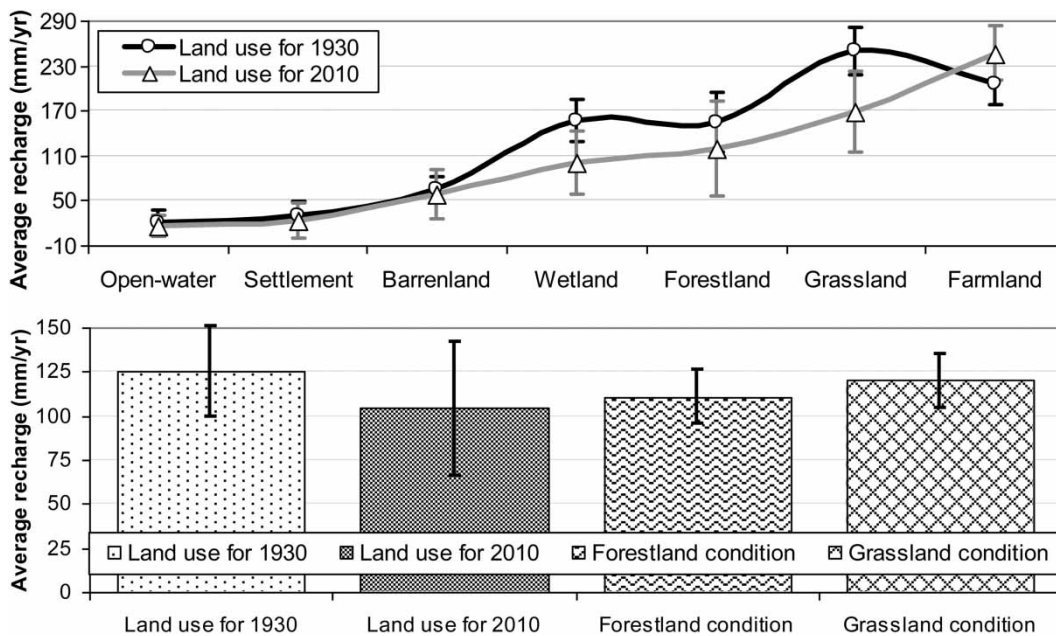 Average recharge (mm/yr)
290
230
170
110
50
-10
Land use for 1930
Land use for 2010
Open-water Settlement Barrenland Wetland Forestland Grassland Farmland
Average recharge (mm/yr)
150
125
100
75
50
25
0
Land use for 1930 Land use for 2010 Forestland condition Grassland condition
Land use for 1930 Land use for 2010 Forestland condition Grassland condition